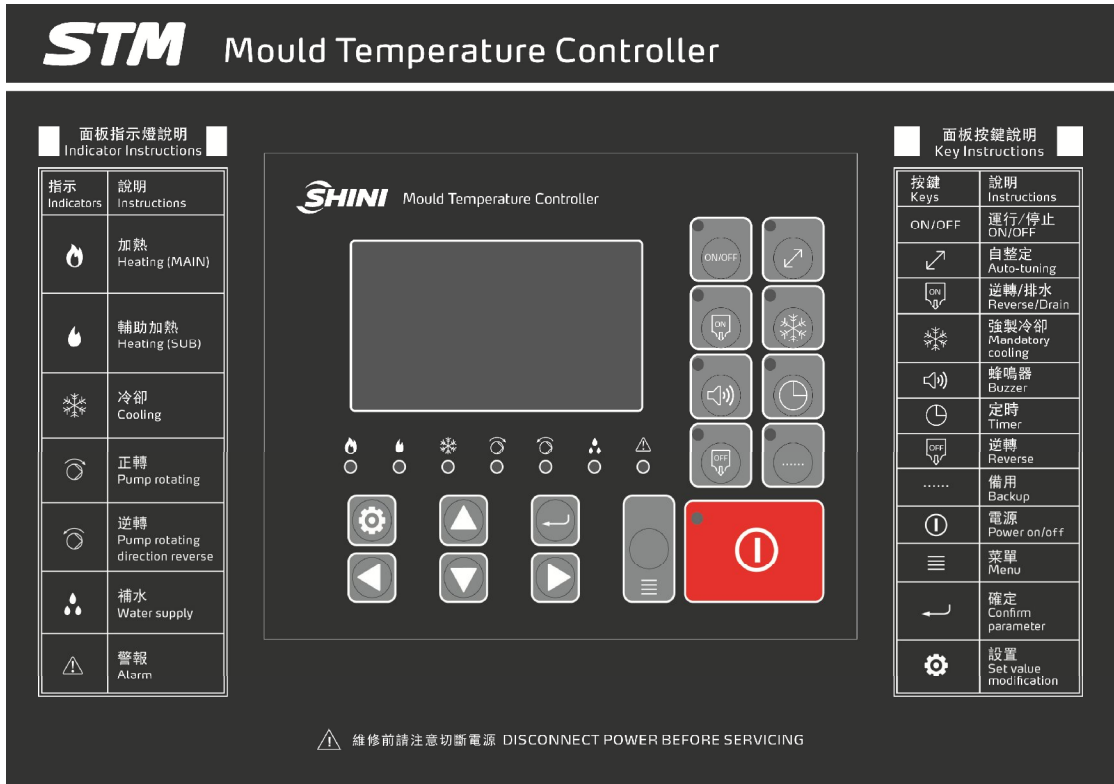 STM Mould Temperature Controller
面板指示燈說明
Indicator Instructions
指示 說明
Indicators Instructions
加熱
Heating (MAIN)
輔助加熱
Heating (SUB)
冷卻
Cooling
正轉
Pump rotating
逆轉
Pump rotating
direction reverse
補水
Water supply
警報
Alarm
SHINI Mould Temperature Controller
ON/OFF
ON
OFF
面板按鍵說明
Key Instructions
按鍵 說明
Keys Instructions
ON/OFF 運行/停止
ON/OFF
自整定
Auto-tuning
ON 逆轉/排水
Reverse/Drain
強製冷卻
Mandatory
cooling
蜂鳴器
Buzzer
定時
Timer
OFF 逆轉
Reverse
備用
Backup
電源
Power on/off
菜單
Menu
確定
Confirm
parameter
設置
Set value
modification
維修前請注意切斷電源 DISCONNECT POWER BEFORE SERVICING